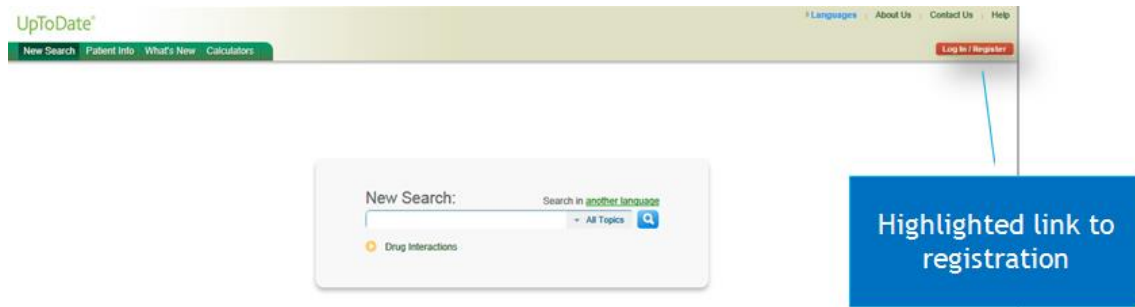 Languages About Us Contact Us Help
UpToDate®
New Search Patient Info What's New Calculators
Log In / Register
New Search:
Search in another language
All Topics
Drug Interactions
Highlighted link to
registration